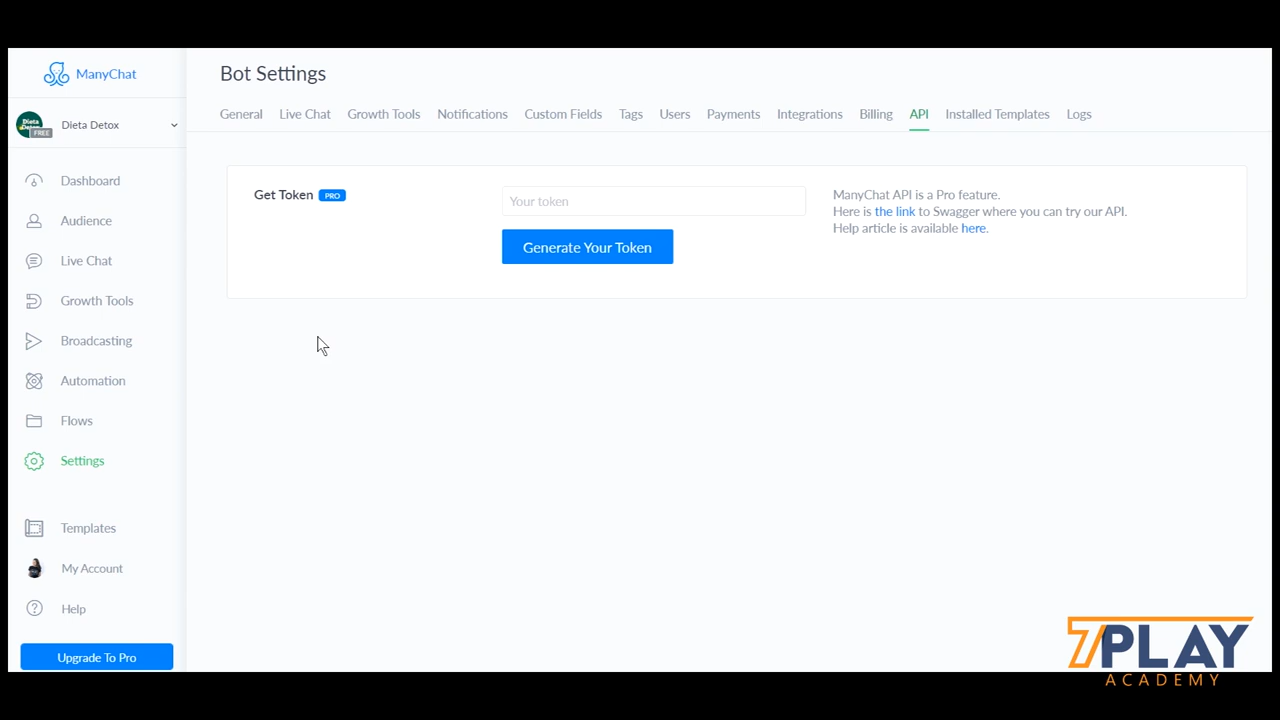 ManyChat
Dieta Detox
Dieta
FREE
Dashboard
Audience
Live Chat
Growth Tools
Broadcasting
Automation
Flows
Settings
Templates
My Account
Help
Upgrade To Pro
Bot Settings
General Live Chat Growth Tools Notifications Custom Fields Tags Users Payments Integrations Billing API Installed Templates Logs
Get Token PRO
Your token
Generate Your Token
ManyChat API is a Pro feature.
Here is the link to Swagger where you can try our API.
Help article is available here.
7PLAY
ACADEMY